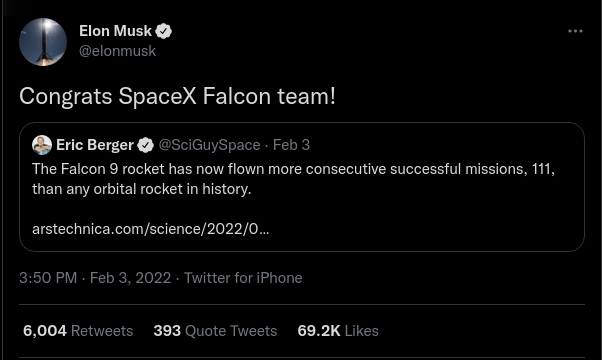 Elon Musk
@elonmusk
Congrats SpaceX Falcon team!
Eric Berger @SciGuySpace · Feb 3
The Falcon 9 rocket has now flown more consecutive successful missions, 111,
than any orbital rocket in history.
arstechnica.com/science/2022/0...
3:50 PM · Feb 3, 2022 · Twitter for iPhone
6,004 Retweets 393 Quote Tweets 69.2K Likes